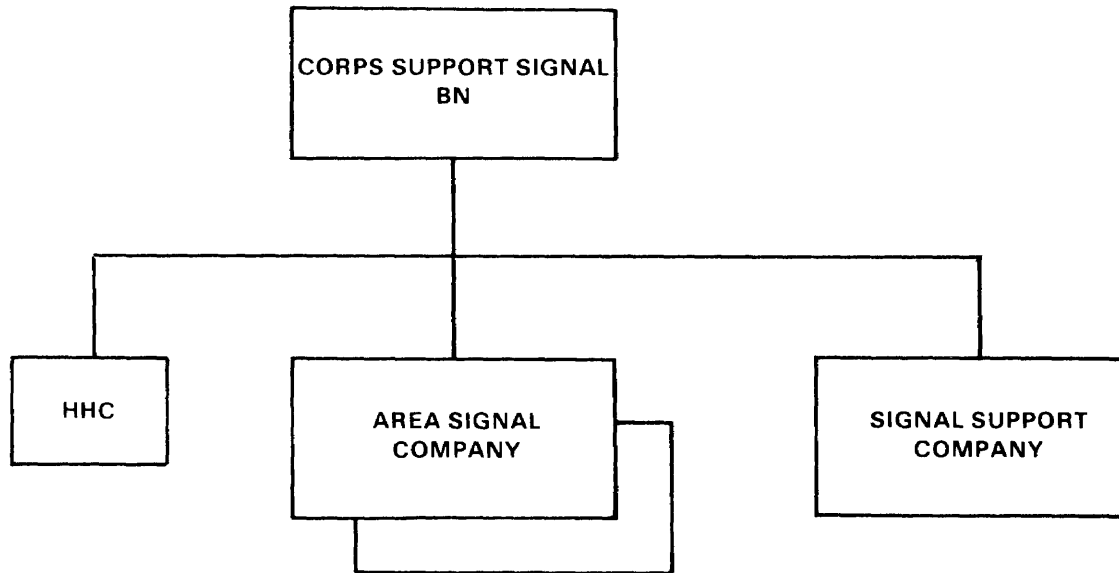 CORPS SUPPORT SIGNAL
BN
HHC
AREA SIGNAL
COMPANY
SIGNAL SUPPORT
COMPANY